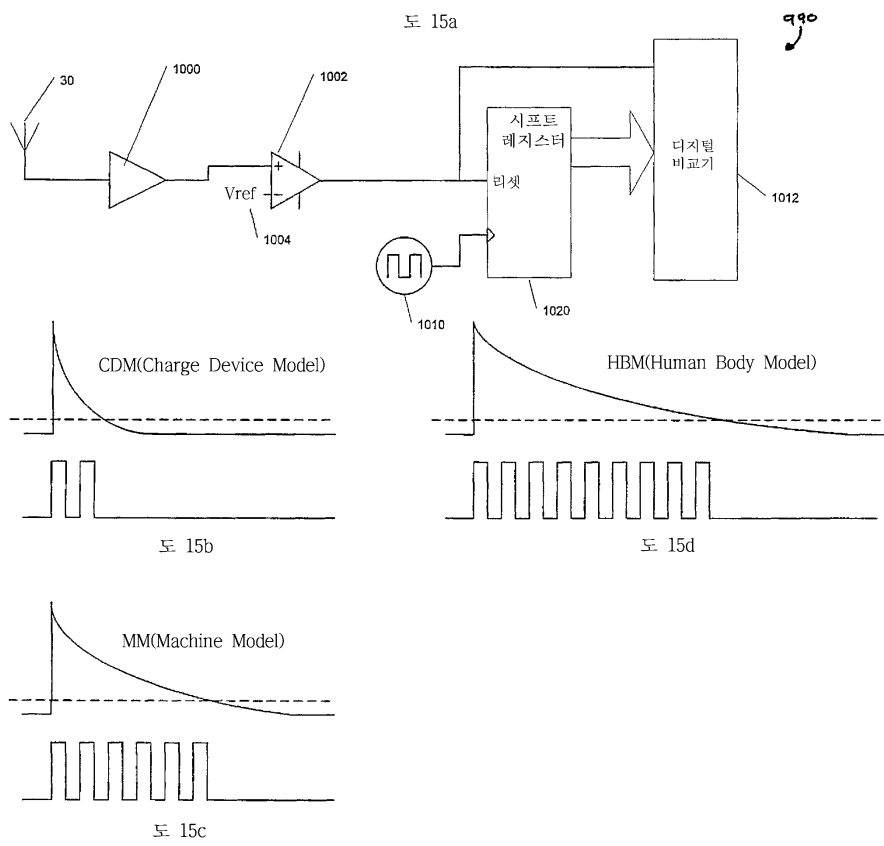 도 15a
990
30
1000
1002
시프트
레지스터
디지털
비교기
리셋
1012
+
Vref
-
1004
1010
1020
CDM(Charge Device Model)
HBM(Human Body Model)
도 15b
도 15d
MM(Machine Model)
도 15c